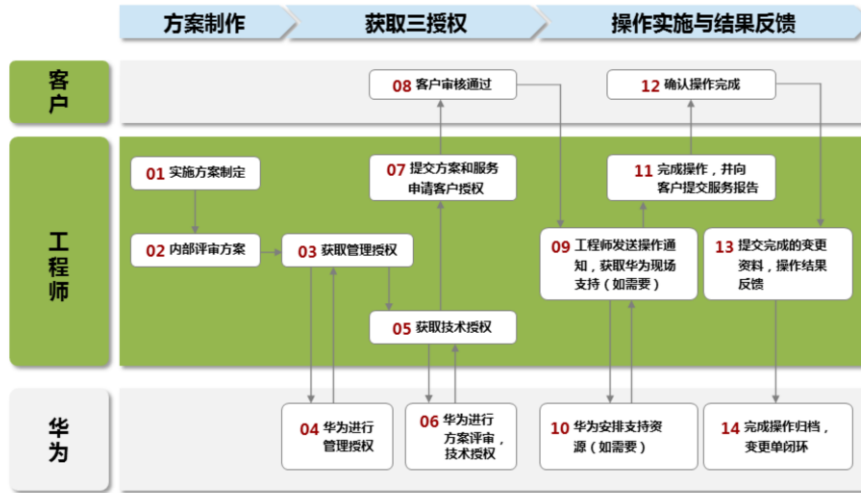 方案制作
获取三授权
操作实施与结果反馈
客户
08 客户审核通过
12 确认操作完成
工程师
01 实施方案制定
07 提交方案和服务
申请客户授权
11 完成操作，并向
客户提交服务报告
02 内部评审方案
03 获取管理授权
09 工程师发送操作通
知，获取华为现场
支持（如需要）
13 提交完成的变更
资料，操作结果
反馈
05 获取技术授权
华为
04 华为进行
管理授权
06 华为进行
方案评审，
技术授权
10 华为安排支持资
源（如需要）
14 完成操作归档，
变更单闭环